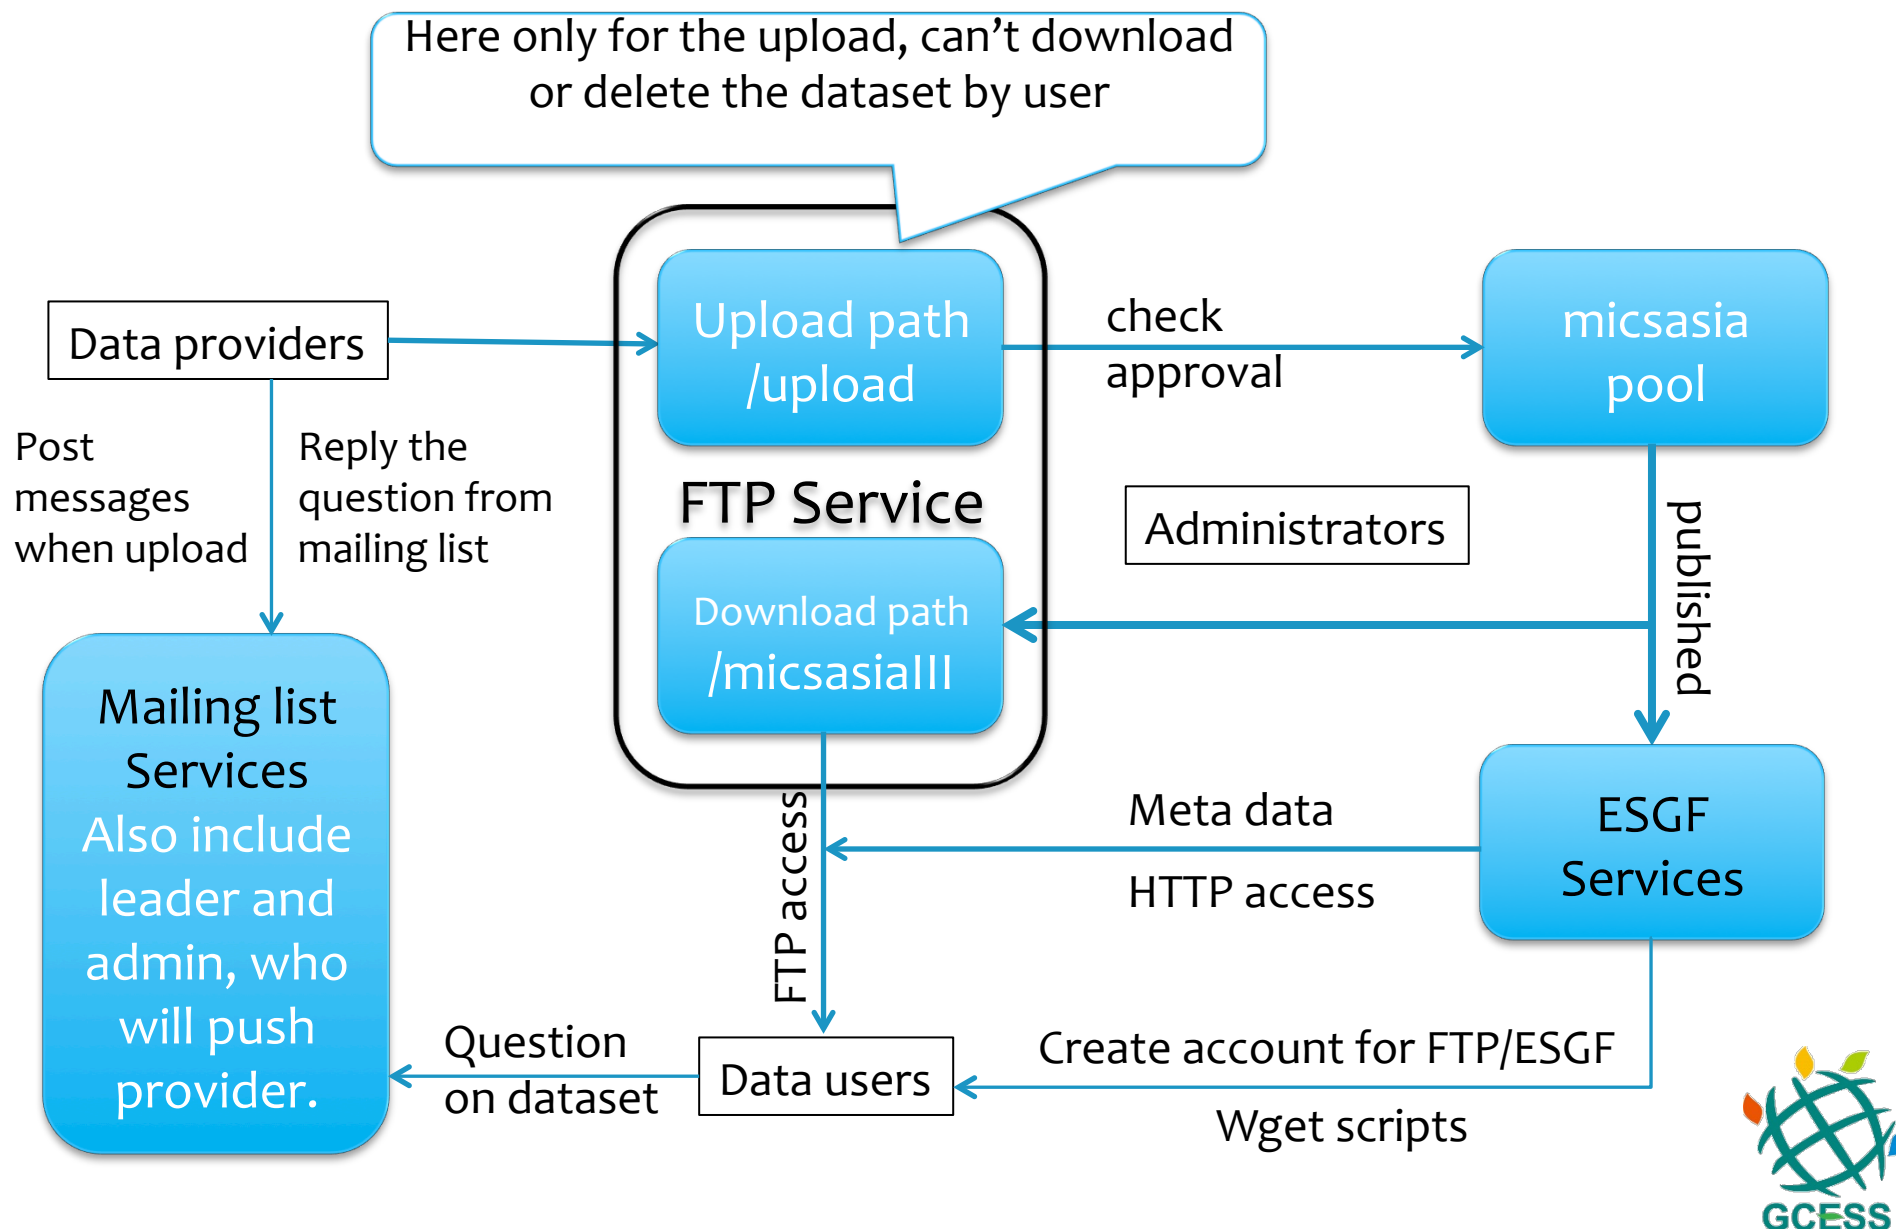 Here only for the upload, can’t download
or delete the dataset by user
Data providers
Upload path
/upload
check
approval
micsasia
pool
Post
messages
when upload
Reply the
question from
mailing list
FTP Service
Administrators
published
Download path
/micsasiaIII
Mailing list
Services
Also include
leader and
admin, who
will push
provider.
FTP access
Meta data
HTTP access
ESGF
Services
Question
on dataset
Data users
Create account for FTP/ESGF
Wget scripts
GCESS